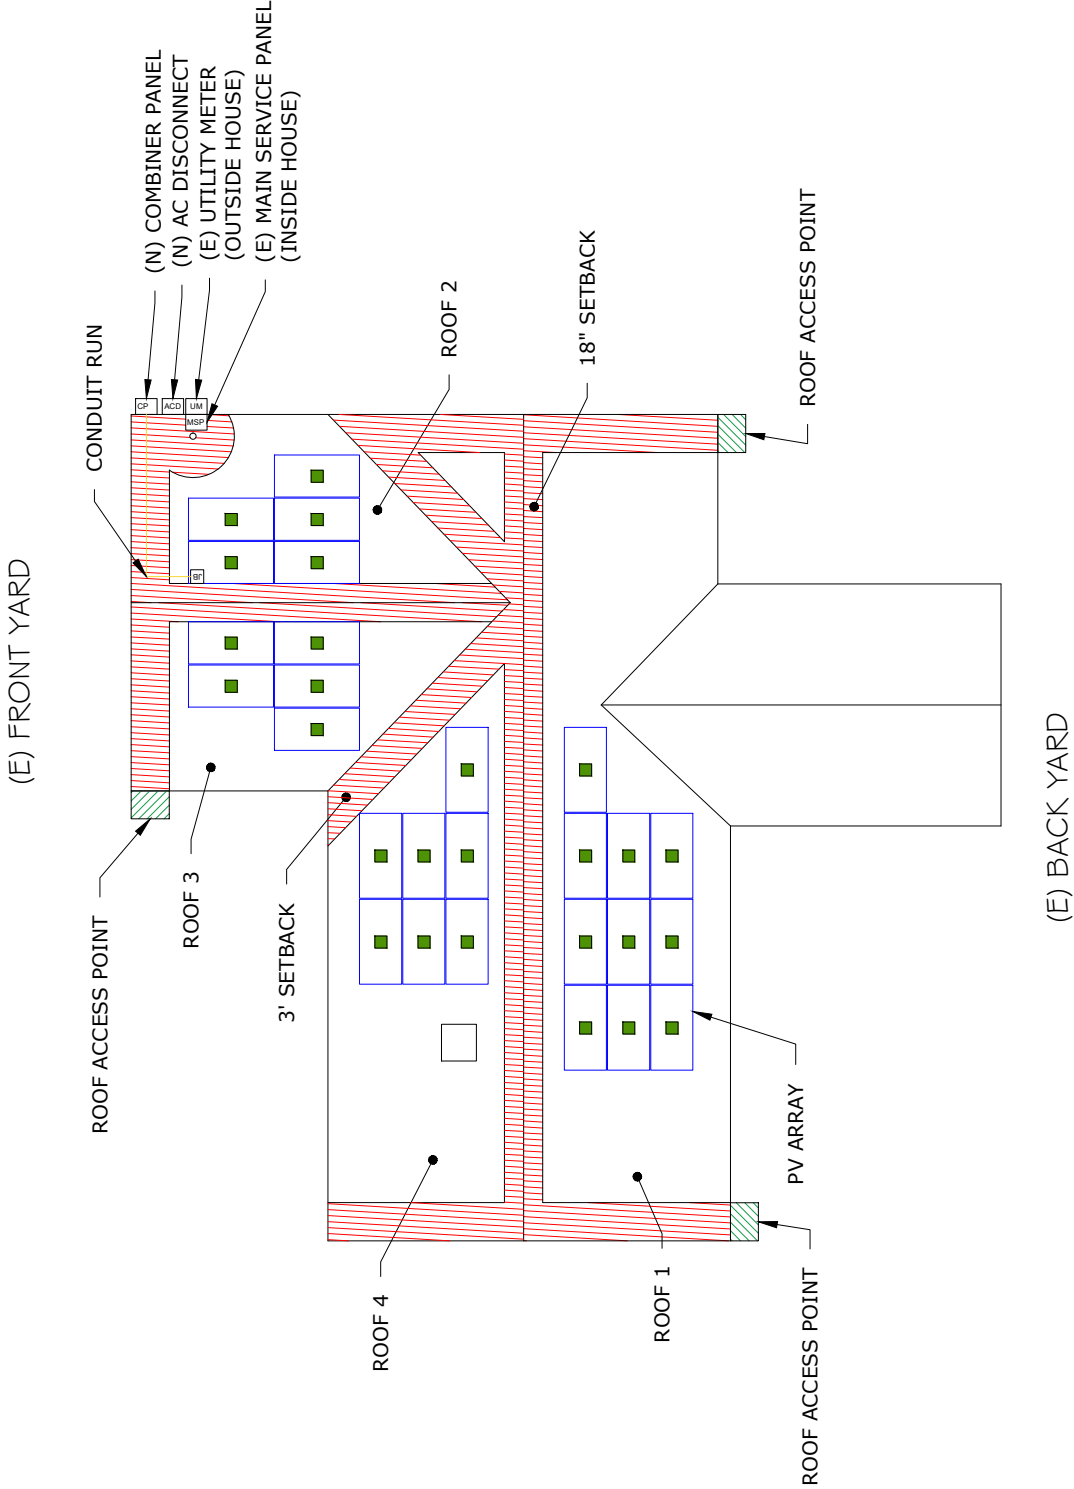 (E) FRONT YARD
CONDUIT RUN
(N) COMBINER PANEL
(N) AC DISCONNECT
(E) UTILITY METER
(OUTSIDE HOUSE)
(E) MAIN SERVICE PANEL
(INSIDE HOUSE)
CP
ACD
UM
MSP
JB
ROOF 2
18" SETBACK
ROOF ACCESS POINT
ROOF ACCESS POINT
ROOF 3
3' SETBACK
ROOF 4
ROOF 1
PV ARRAY
ROOF ACCESS POINT
(E) BACK YARD